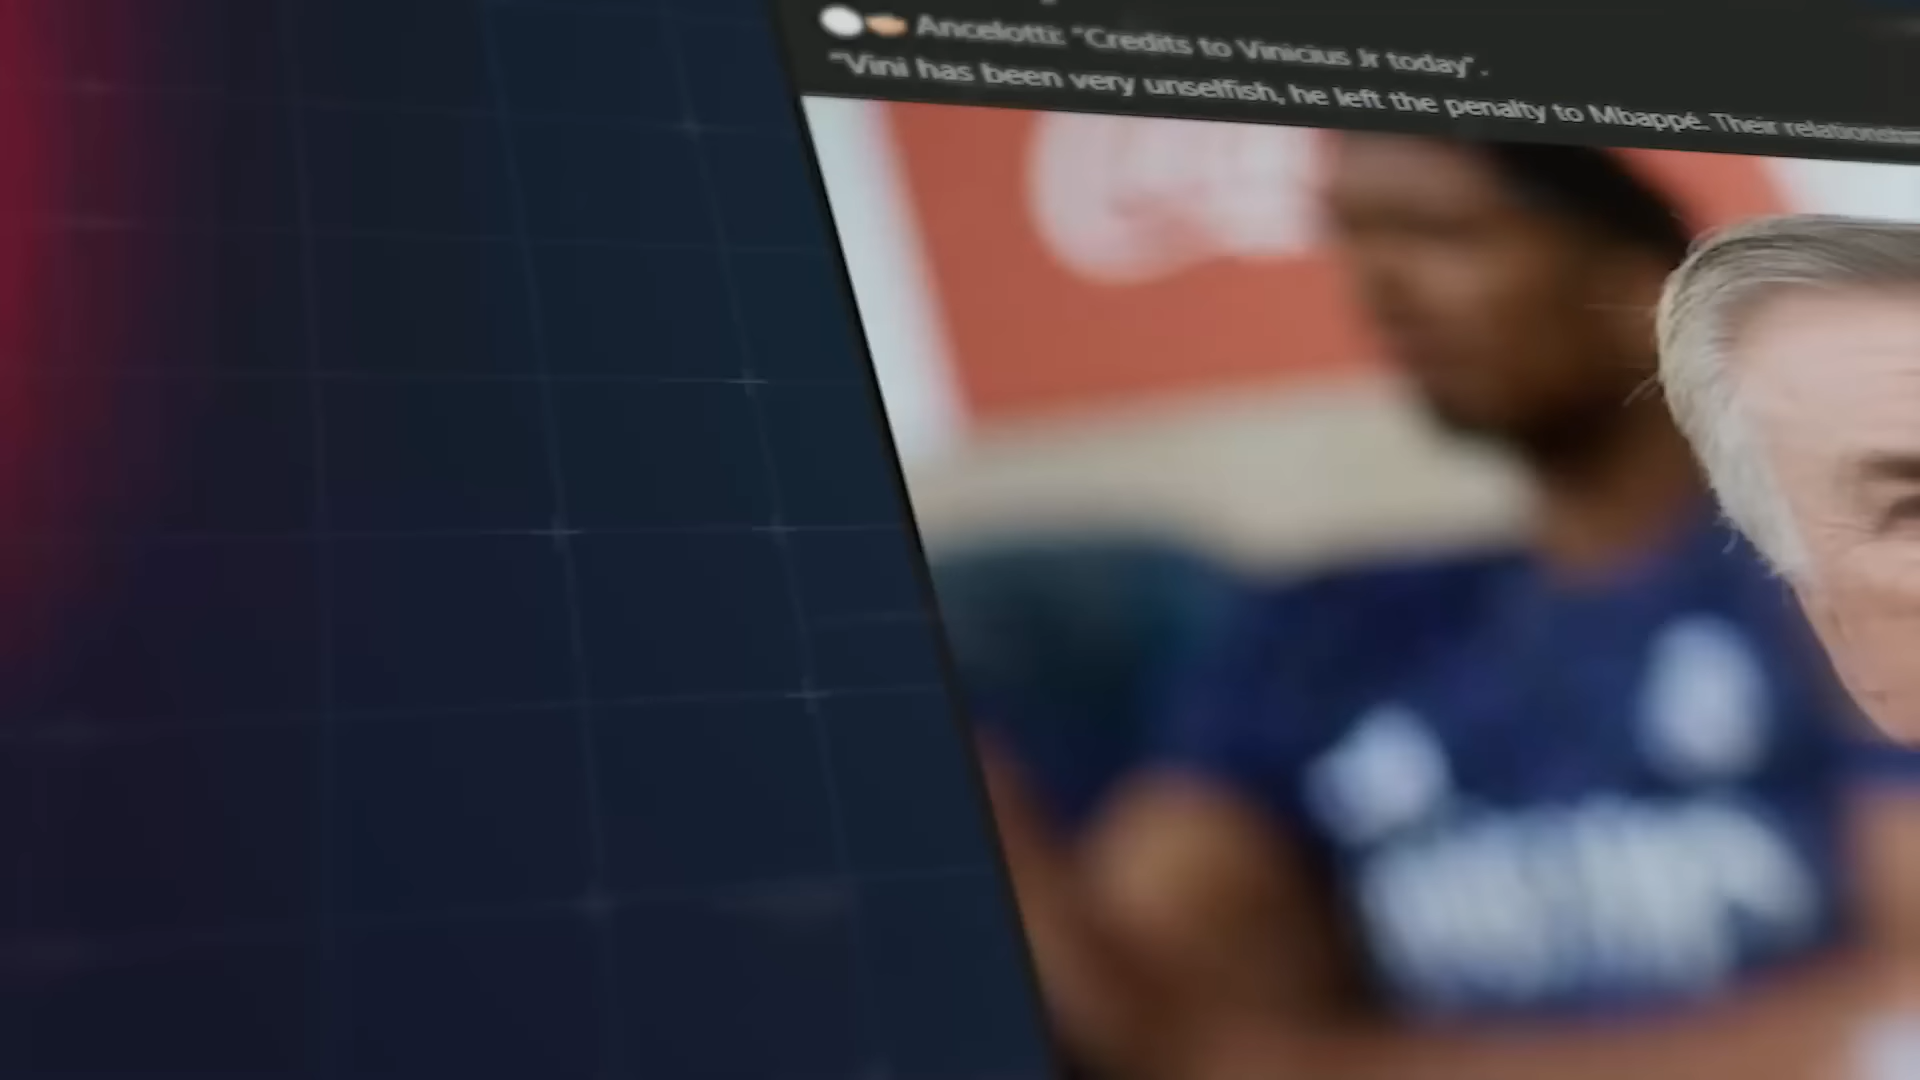 Ancelotti: “Credits to Vinicius Jr today”.
“Vini has been very unselfish, he left the penalty to Mbappé. Their